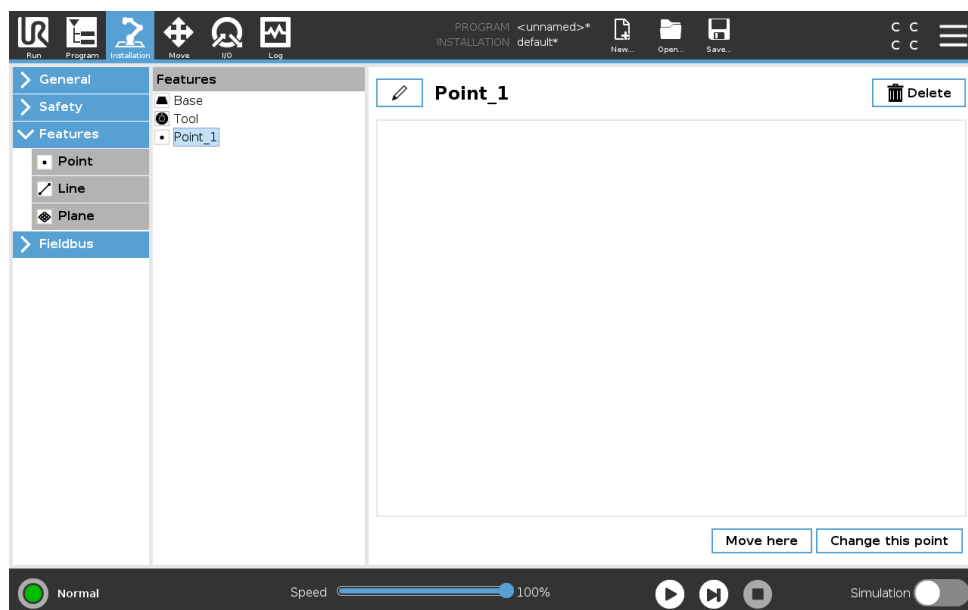 UR
Run
Program
Installation
Move
I/O
Log
PROGRAM <unnamed>*
INSTALLATION default*
New...
Open...
Save...
C C
C C
General
Safety
Features
Point
Line
Plane
Fieldbus
Features
Base
Tool
Point_1
Point_1
Delete
Move here
Change this point
Normal
Speed
100%
Simulation